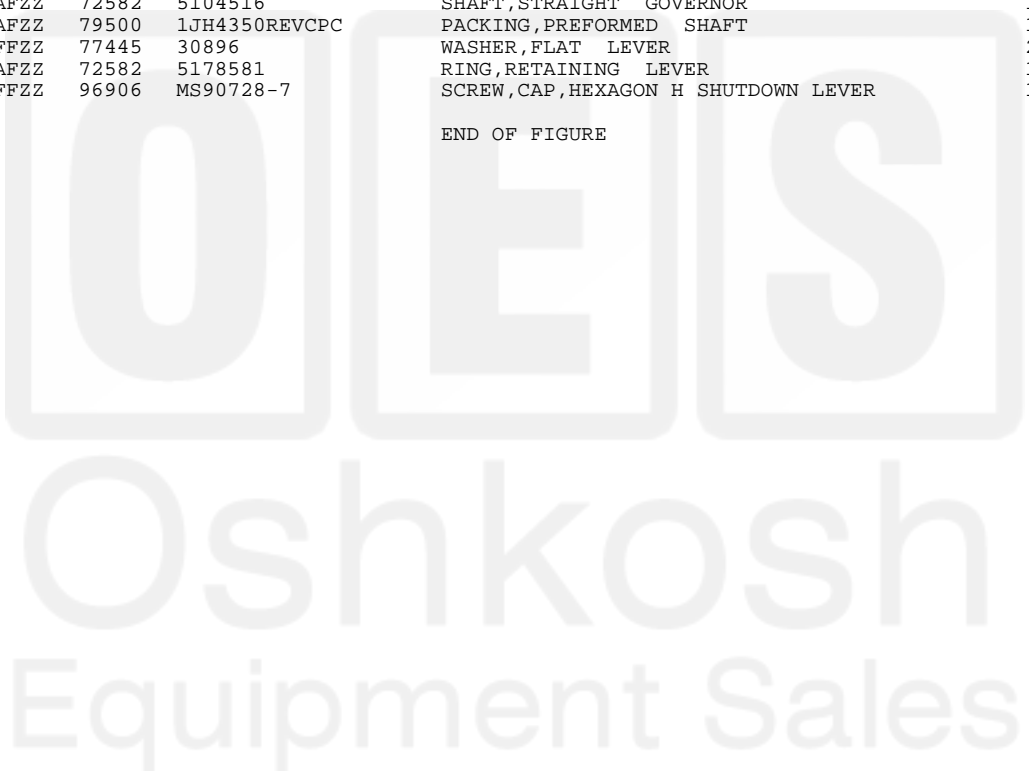 AFZZ 72582 5104516 SHAFT,STRAIGHT GOVERNOR
AFZZ 79500 1JH4350REVCPC PACKING,PREFORMED SHAFT
FFZZ 77445 30896 WASHER,FLAT LEVER
AFZZ 72582 5178581 RING,RETAINING LEVER
FFZZ 96906 MS90728-7 SCREW,CAP,HEXAGON H SHUTDOWN LEVER
END OF FIGURE
OES
Oshkosh
Equipment Sales